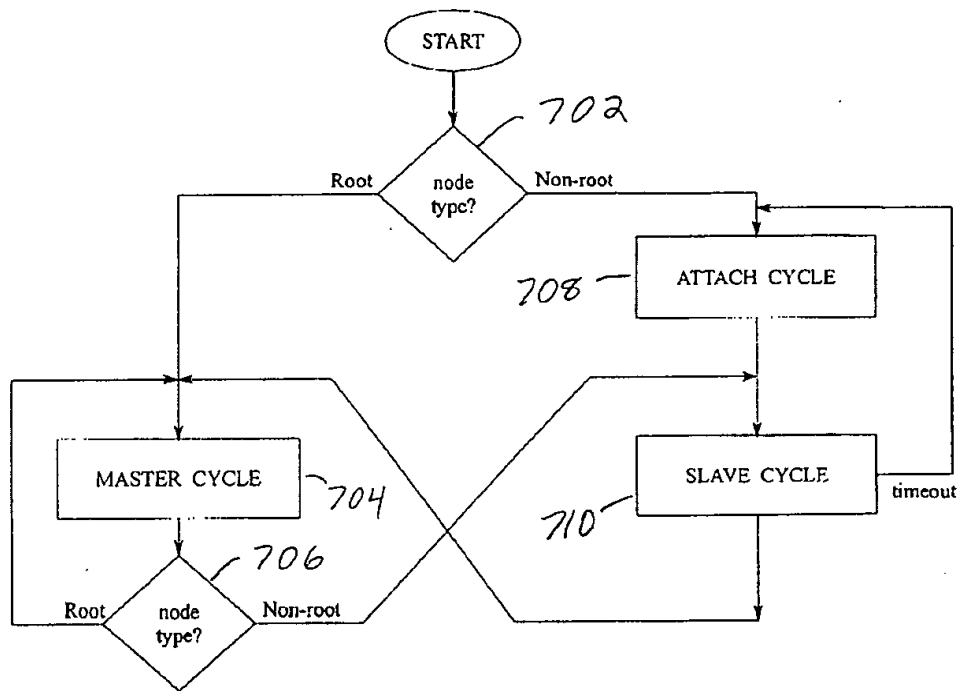 START
702
Root
node
type?
Non-root
708
ATTACH CYCLE
MASTER CYCLE
704
SLAVE CYCLE
timeout
710
706
Root
node
type?
Non-root